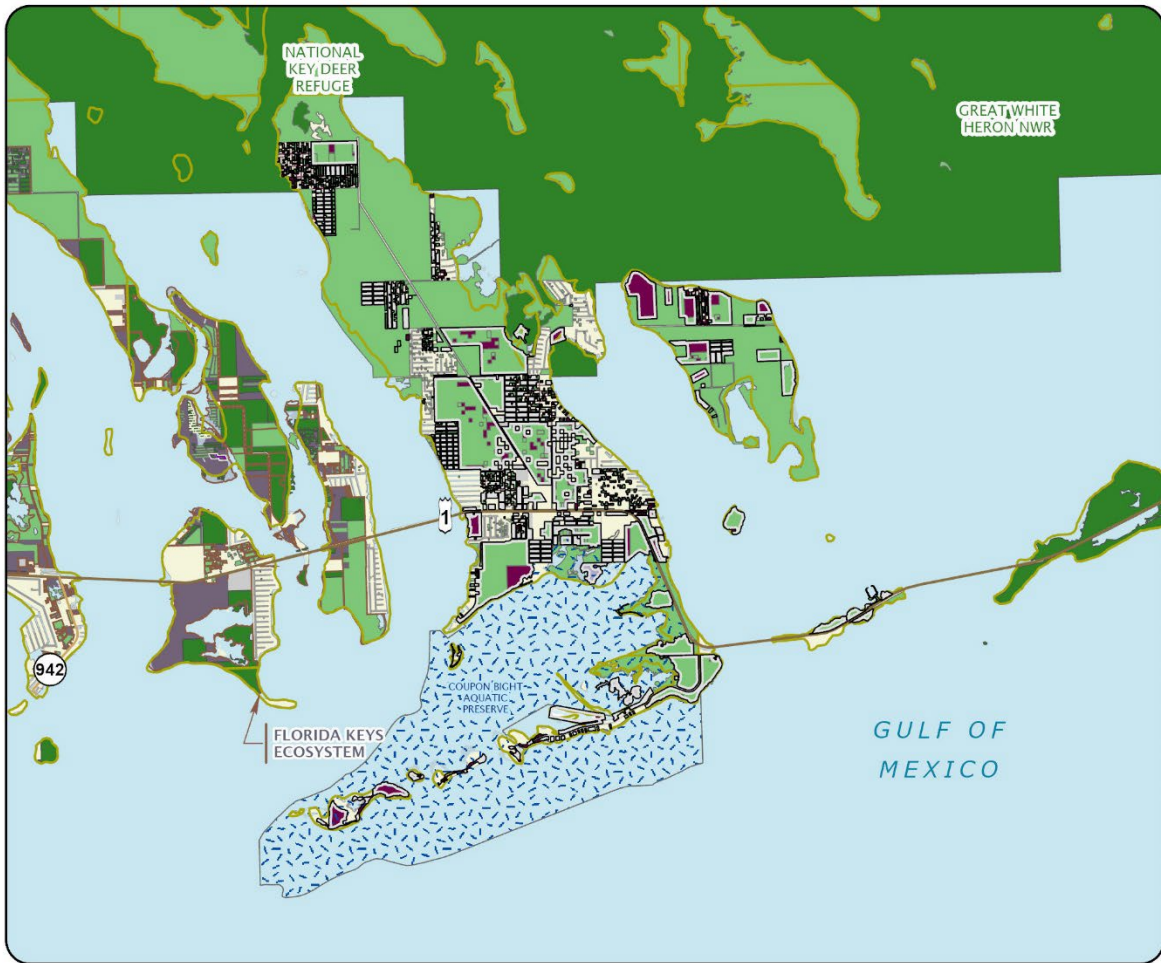 NATIONAL
KEY DEER
REFUGE
GREAT WHITE
HERON NWR
1
942
COUPON BIGHT
AQUATIC
PRESERVE
FLORIDA KEYS
ECOSYSTEM
GULF OF
MEXICO